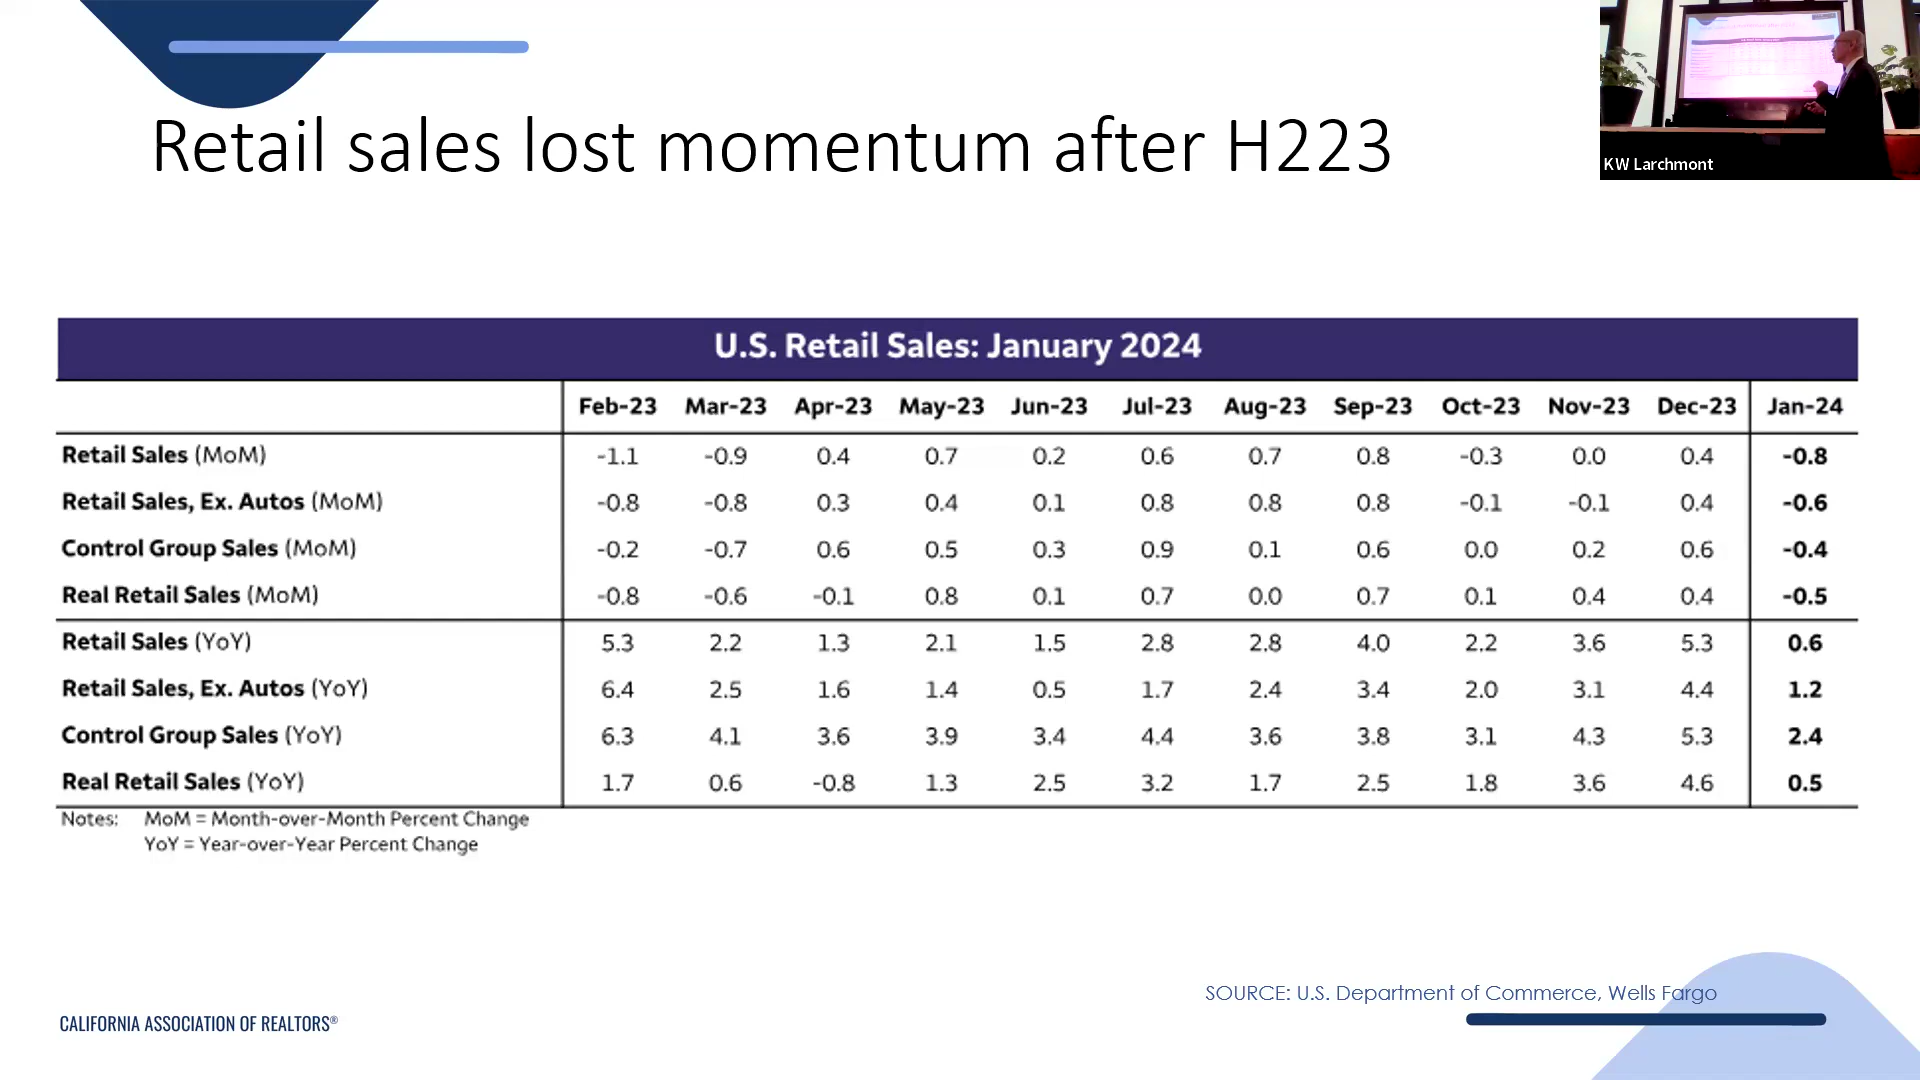 Retail sales lost momentum after H223
KW Larchmont
U.S. Retail Sales: January 2024
Feb-23 Mar-23 Apr-23 May-23 Jun-23 Jul-23 Aug-23 Sep-23 Oct-23 Nov-23 Dec-23 Jan-24
Retail Sales (MoM) -1.1 -0.9 0.4 0.7 0.2 0.6 0.7 0.8 -0.3 0.0 0.4 -0.8
Retail Sales, Ex. Autos (MoM) -0.8 -0.8 0.3 0.4 0.1 0.8 0.8 0.8 -0.1 -0.1 0.4 -0.6
Control Group Sales (MoM) -0.2 -0.7 0.6 0.5 0.3 0.9 0.1 0.6 0.0 0.2 0.6 -0.4
Real Retail Sales (MoM) -0.8 -0.6 -0.1 0.8 0.1 0.7 0.0 0.7 0.1 0.4 0.4 -0.5
Retail Sales (YoY) 5.3 2.2 1.3 2.1 1.5 2.8 2.8 4.0 2.2 3.6 5.3 0.6
Retail Sales, Ex. Autos (YoY) 6.4 2.5 1.6 1.4 0.5 1.7 2.4 3.4 2.0 3.1 4.4 1.2
Control Group Sales (YoY) 6.3 4.1 3.6 3.9 3.4 4.4 3.6 3.8 3.1 4.3 5.3 2.4
Real Retail Sales (YoY) 1.7 0.6 -0.8 1.3 2.5 3.2 1.7 2.5 1.8 3.6 4.6 0.5
Notes: MoM = Month-over-Month Percent Change
YoY = Year-over-Year Percent Change
SOURCE: U.S. Department of Commerce, Wells Fargo
CALIFORNIA ASSOCIATION OF REALTORS®